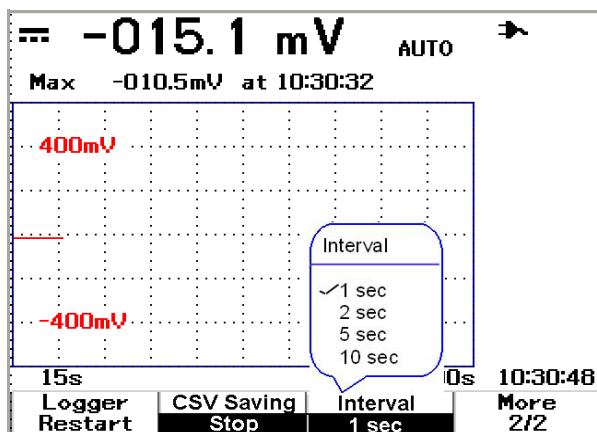 -015.1 mV AUTO
Max -010.5mV at 10:30:32
400mV
Interval
✓1 sec
2 sec
5 sec
10 sec
-400mV
15s 0s 10:30:48
Logger CSV Saving Interval More
Restart Stop 1 sec 2/2